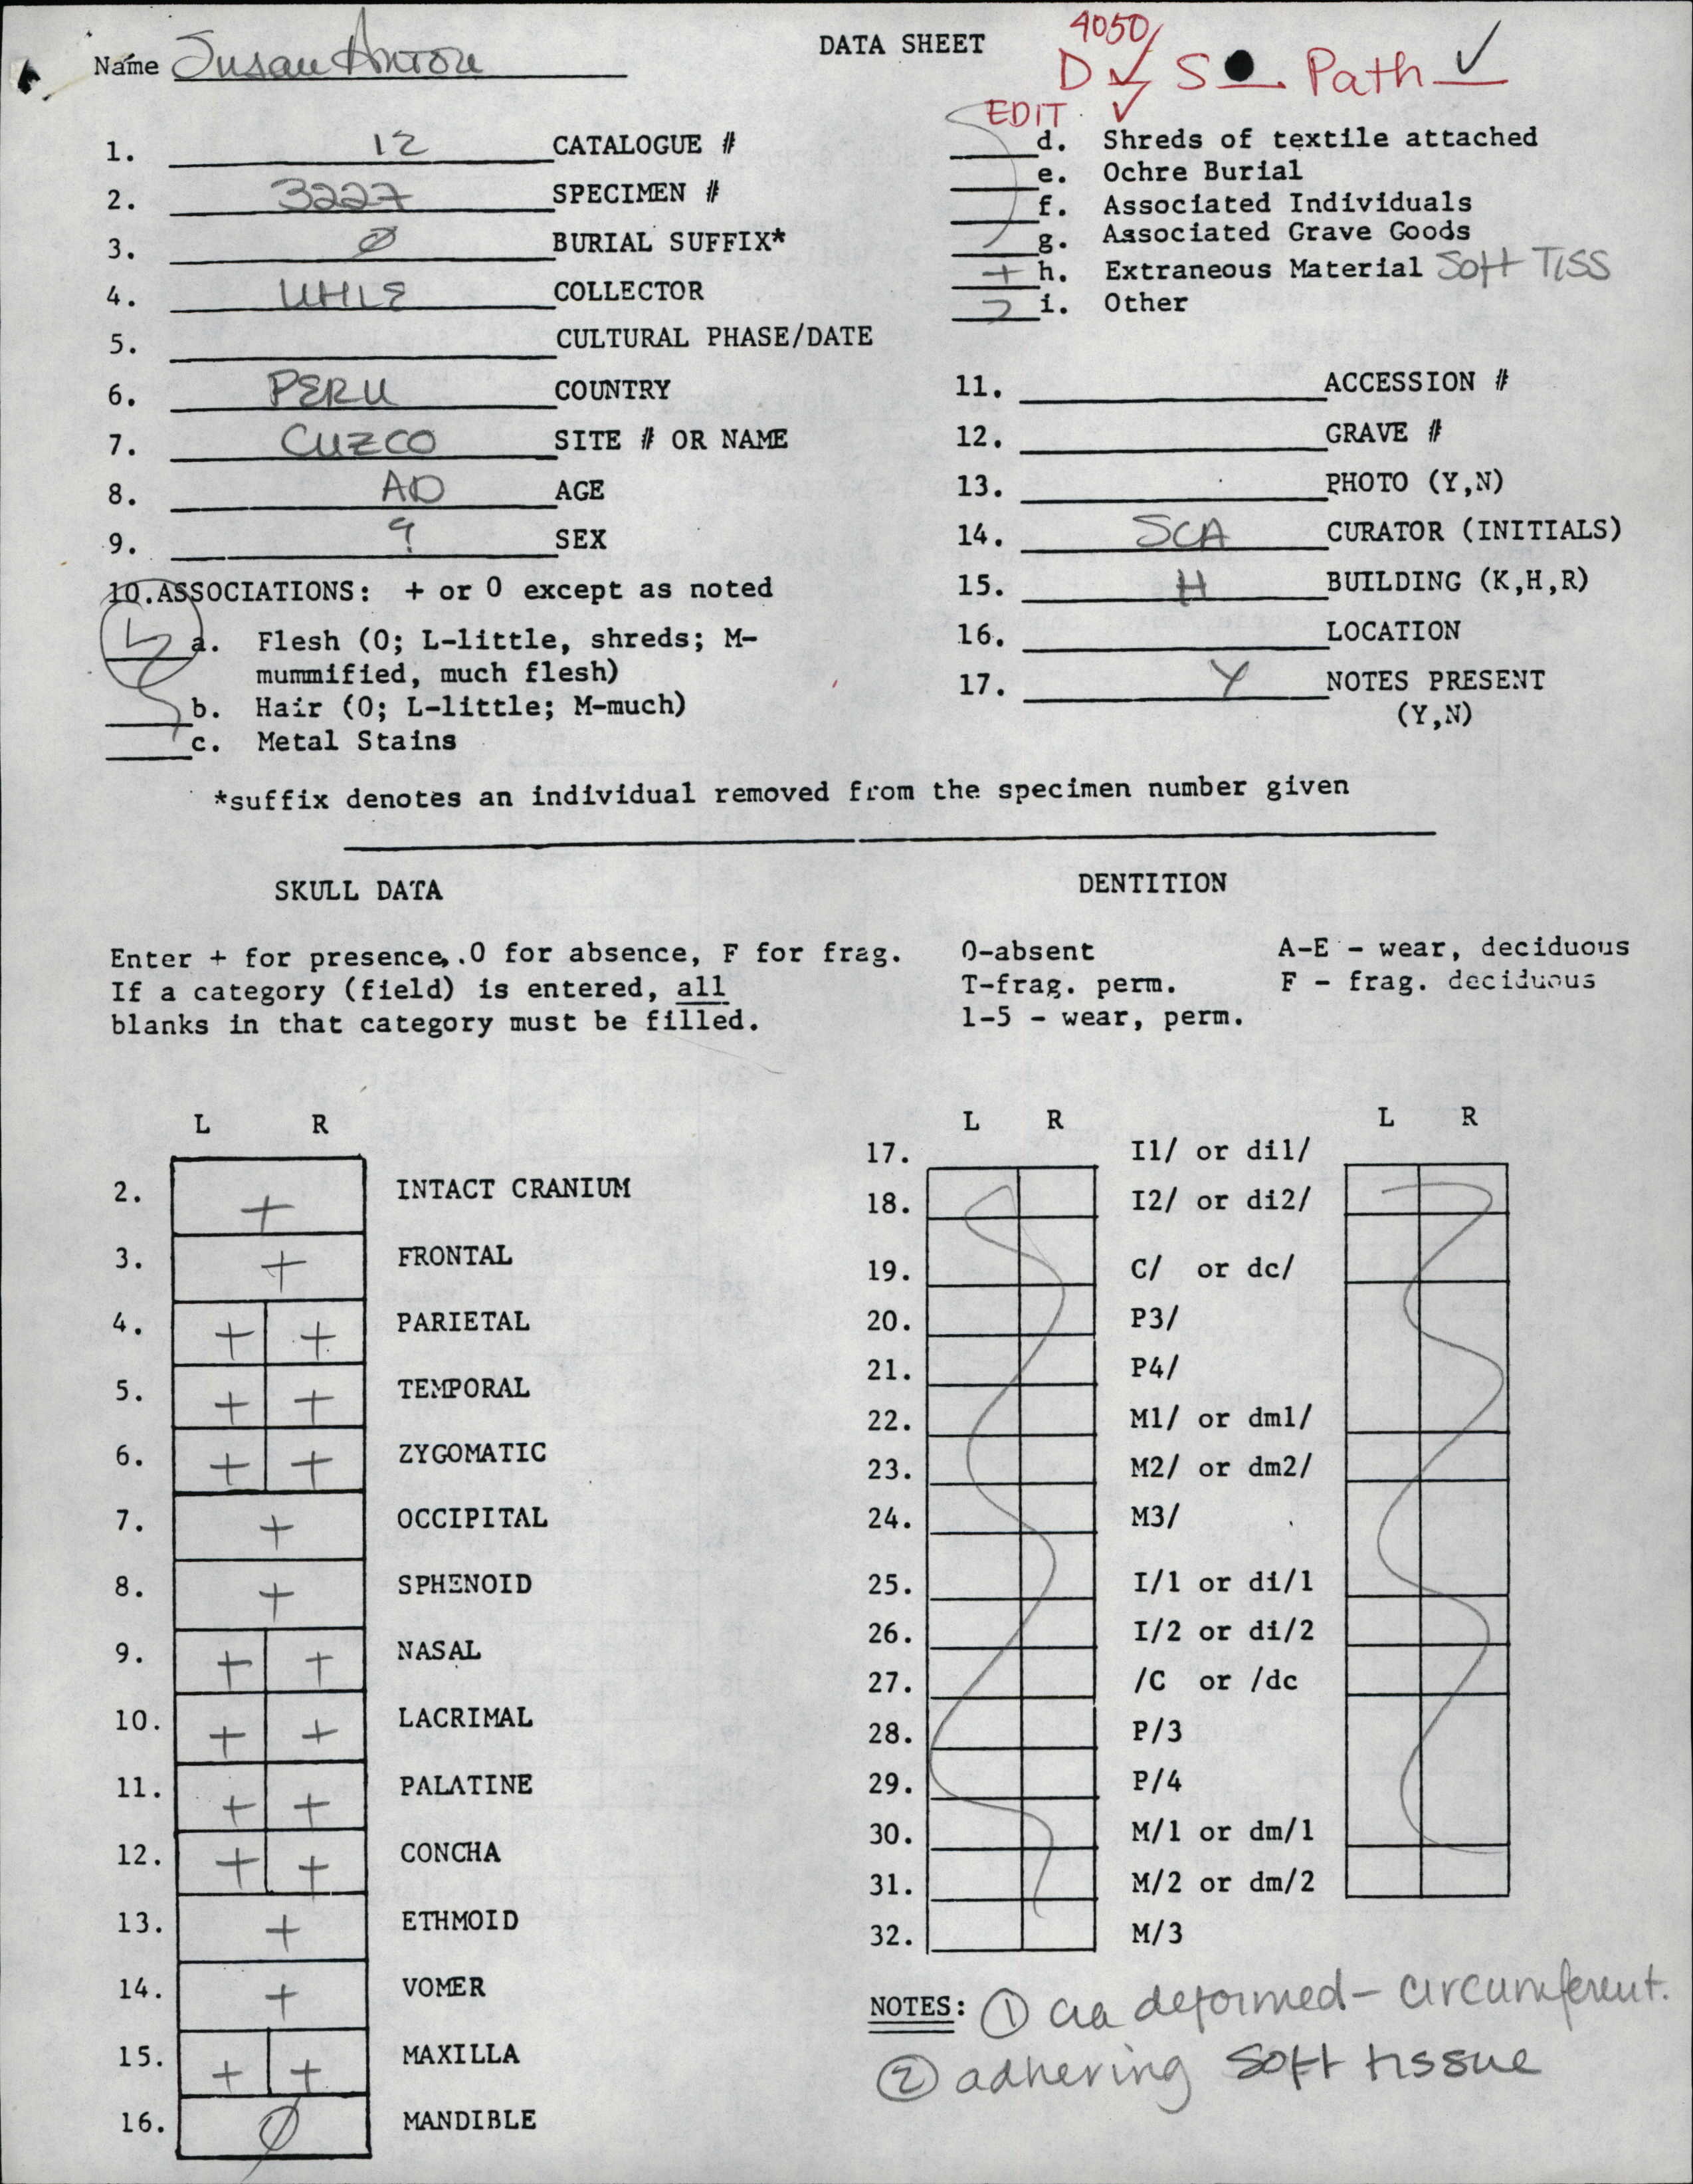 Name Susan Antón
DATA SHEET
4050
D ✓ S Path ✓
EDIT ✓
1. 12 CATALOGUE #
2. 3227 SPECIMEN #
3. Ø BURIAL SUFFIX*
4. UHLE COLLECTOR
5. CULTURAL PHASE/DATE
6. PERU COUNTRY
7. CUZCO SITE # OR NAME
8. AD AGE
9. ? SEX
10. ASSOCIATIONS: + or 0 except as noted
L a. Flesh (0; L-little, shreds; M-
mummified, much flesh)
b. Hair (0; L-little; M-much)
c. Metal Stains
d. Shreds of textile attached
e. Ochre Burial
f. Associated Individuals
g. Associated Grave Goods
+ h. Extraneous Material Soft TISS
i. Other
11. ACCESSION #
12. GRAVE #
13. PHOTO (Y,N)
14. SCA CURATOR (INITIALS)
15. H BUILDING (K,H,R)
16. LOCATION
17. Y NOTES PRESENT
(Y,N)
*suffix denotes an individual removed from the specimen number given
SKULL DATA
Enter + for presence, .0 for absence, F for frag.
If a category (field) is entered, all
blanks in that category must be filled.
L R
2. + INTACT CRANIUM
3. + FRONTAL
4. + + PARIETAL
5. + + TEMPORAL
6. + + ZYGOMATIC
7. + OCCIPITAL
8. + SPHENOID
9. + + NASAL
10. + + LACRIMAL
11. + + PALATINE
12. + + CONCHA
13. + ETHMOID
14. + VOMER
15. + + MAXILLA
16. Ø MANDIBLE
DENTITION
0-absent A-E - wear, deciduous
T-frag. perm. F - frag. deciduous
1-5 - wear, perm.
L R L R
17. I1/ or di1/
18. I2/ or di2/
19. C/ or dc/
20. P3/
21. P4/
22. M1/ or dm1/
23. M2/ or dm2/
24. M3/
25. I/1 or di/1
26. I/2 or di/2
27. /C or /dc
28. P/3
29. P/4
30. M/1 or dm/1
31. M/2 or dm/2
32. M/3
NOTES: ① cra deformed – circumferent.
② adhering soft tissue